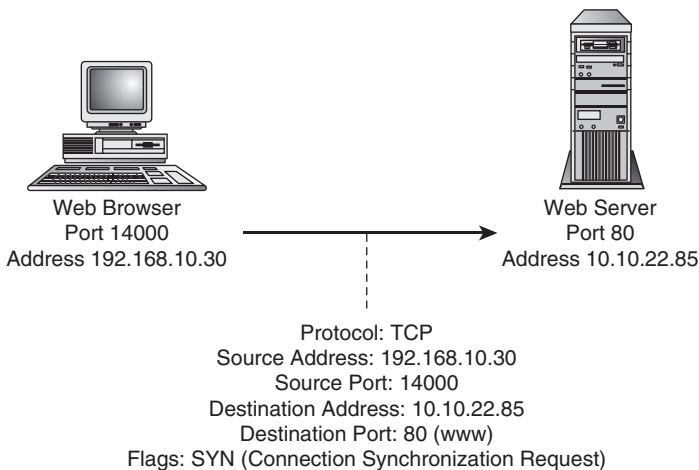 Web Browser
Port 14000
Address 192.168.10.30
Web Server
Port 80
Address 10.10.22.85
Protocol: TCP
Source Address: 192.168.10.30
Source Port: 14000
Destination Address: 10.10.22.85
Destination Port: 80 (www)
Flags: SYN (Connection Synchronization Request)